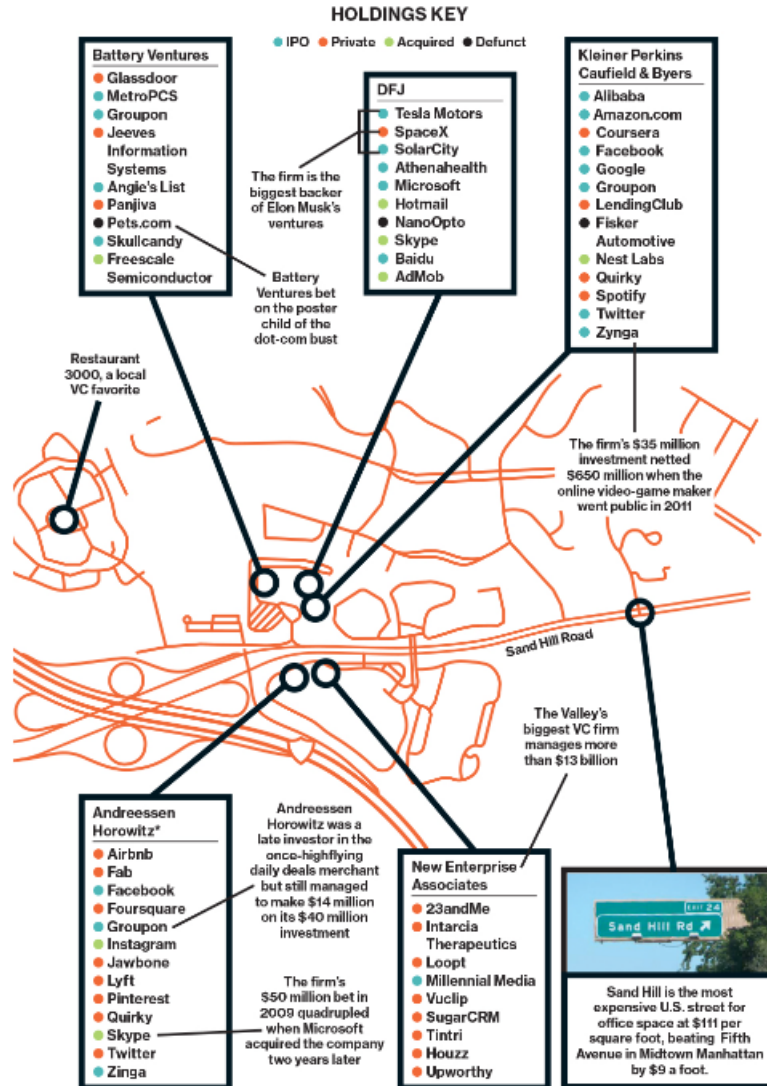 HOLDINGS KEY
IPO Private Acquired Defunct
Battery Ventures
Glassdoor
MetroPCS
Groupon
Jeeves
Information
Systems
Angie's List
Panjiva
Pets.com
Skullcandy
Freescale
Semiconductor
The firm is the
biggest backer
of Elon Musk's
ventures
Battery
Ventures bet
on the poster
child of the
dot-com bust
DFJ
Tesla Motors
SpaceX
SolarCity
Athenahealth
Microsoft
Hotmail
NanoOpto
Skype
Baidu
AdMob
Kleiner Perkins
Caufield & Byers
Alibaba
Amazon.com
Coursera
Facebook
Google
Groupon
LendingClub
Fisker
Automotive
Nest Labs
Quirky
Spotify
Twitter
Zynga
The firm's $35 million
investment netted
$650 million when the
online video-game maker
went public in 2011
Restaurant
3000, a local
VC favorite
Sand Hill Road
The Valley's
biggest VC firm
manages more
than $13 billion
Andreessen
Horowitz*
Airbnb
Fab
Facebook
Foursquare
Groupon
Instagram
Jawbone
Lyft
Pinterest
Quirky
Skype
Twitter
Zinga
Andreessen
Horowitz was a
late investor in the
once-highflying
daily deals merchant
but still managed
to make $14 million
on its $40 million
investment
The firm's
$50 million bet in
2009 quadrupled
when Microsoft
acquired the company
two years later
New Enterprise
Associates
23andMe
Intarcia
Therapeutics
Loopt
Millennial Media
Vuclip
SugarCRM
Tintri
Houzz
Upworthy
EXIT 24
Sand Hill Rd
Sand Hill is the most
expensive U.S. street for
office space at $111 per
square foot, beating Fifth
Avenue in Midtown Manhattan
by $9 a foot.